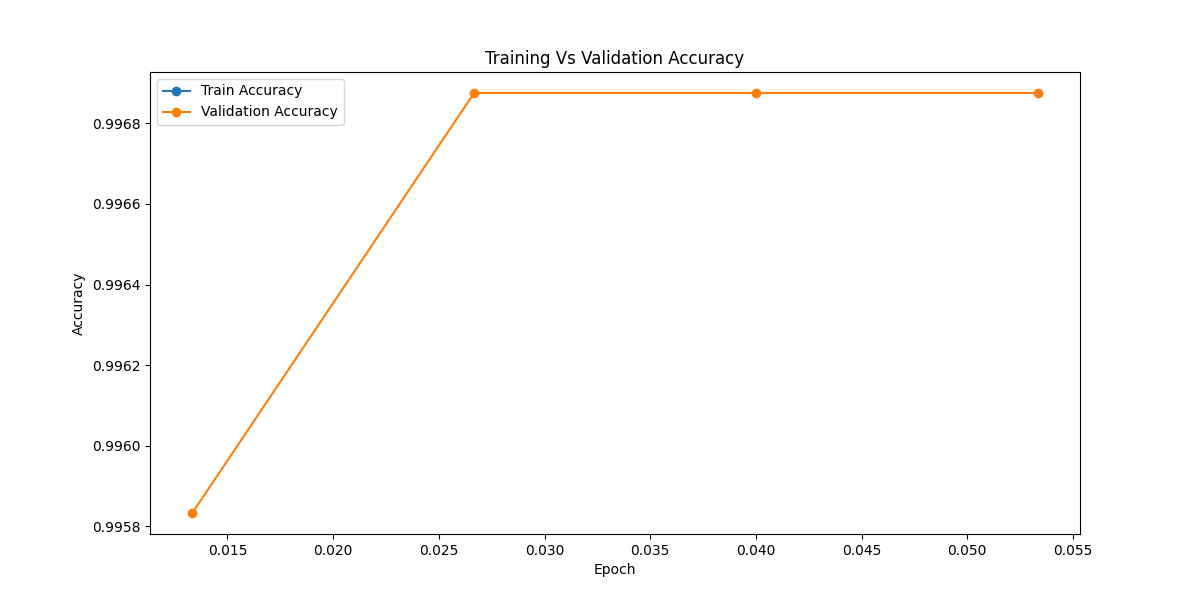 Training Vs Validation Accuracy
Train Accuracy
Validation Accuracy
0.9968
0.9966
0.9964
0.9962
0.9960
0.9958
Accuracy
0.015 0.020 0.025 0.030 0.035 0.040 0.045 0.050 0.055
Epoch